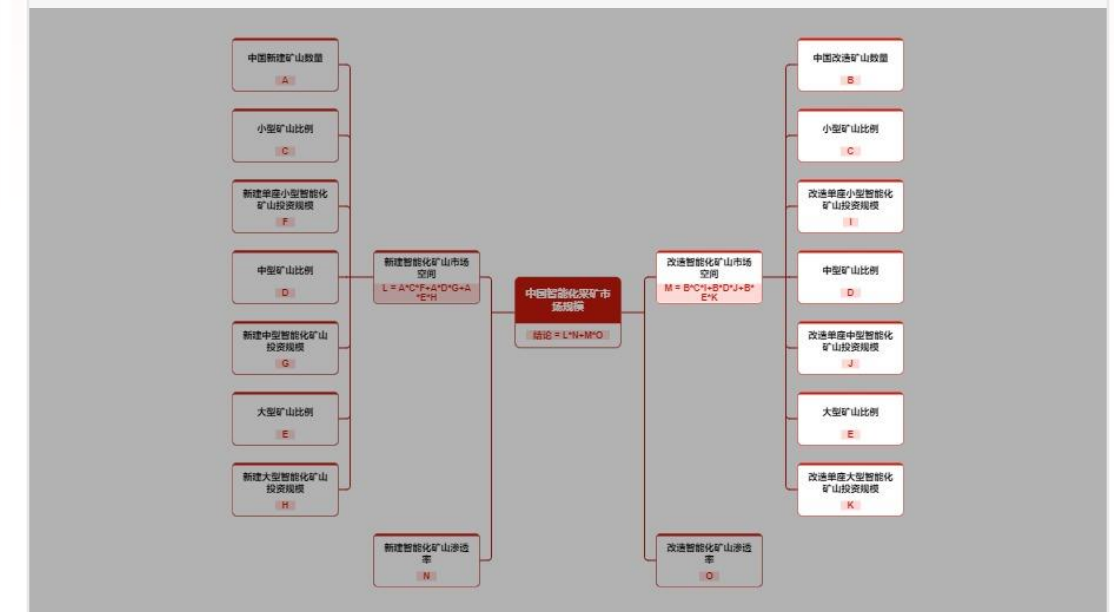 中国新建矿山数量
A
小型矿山比例
C
新建单座小型智能化
矿山投资规模
F
中型矿山比例
D
新建中型智能化矿山
投资规模
G
大型矿山比例
E
新建大型智能化矿山
投资规模
H
新建智能化矿山市场
空间
L = A*C*F+A*D*G+A
*E*H
新建智能化矿山渗透
率
N
中国智能化采矿市
场规模
结论 = L*N+M*O
改造智能化矿山市场
空间
M = B*C*I+B*D*J+B*
E*K
改造智能化矿山渗透
率
O
中国改造矿山数量
B
小型矿山比例
C
改造单座小型智能化
矿山投资规模
I
中型矿山比例
D
改造单座中型智能化
矿山投资规模
J
大型矿山比例
E
改造单座大型智能化
矿山投资规模
K